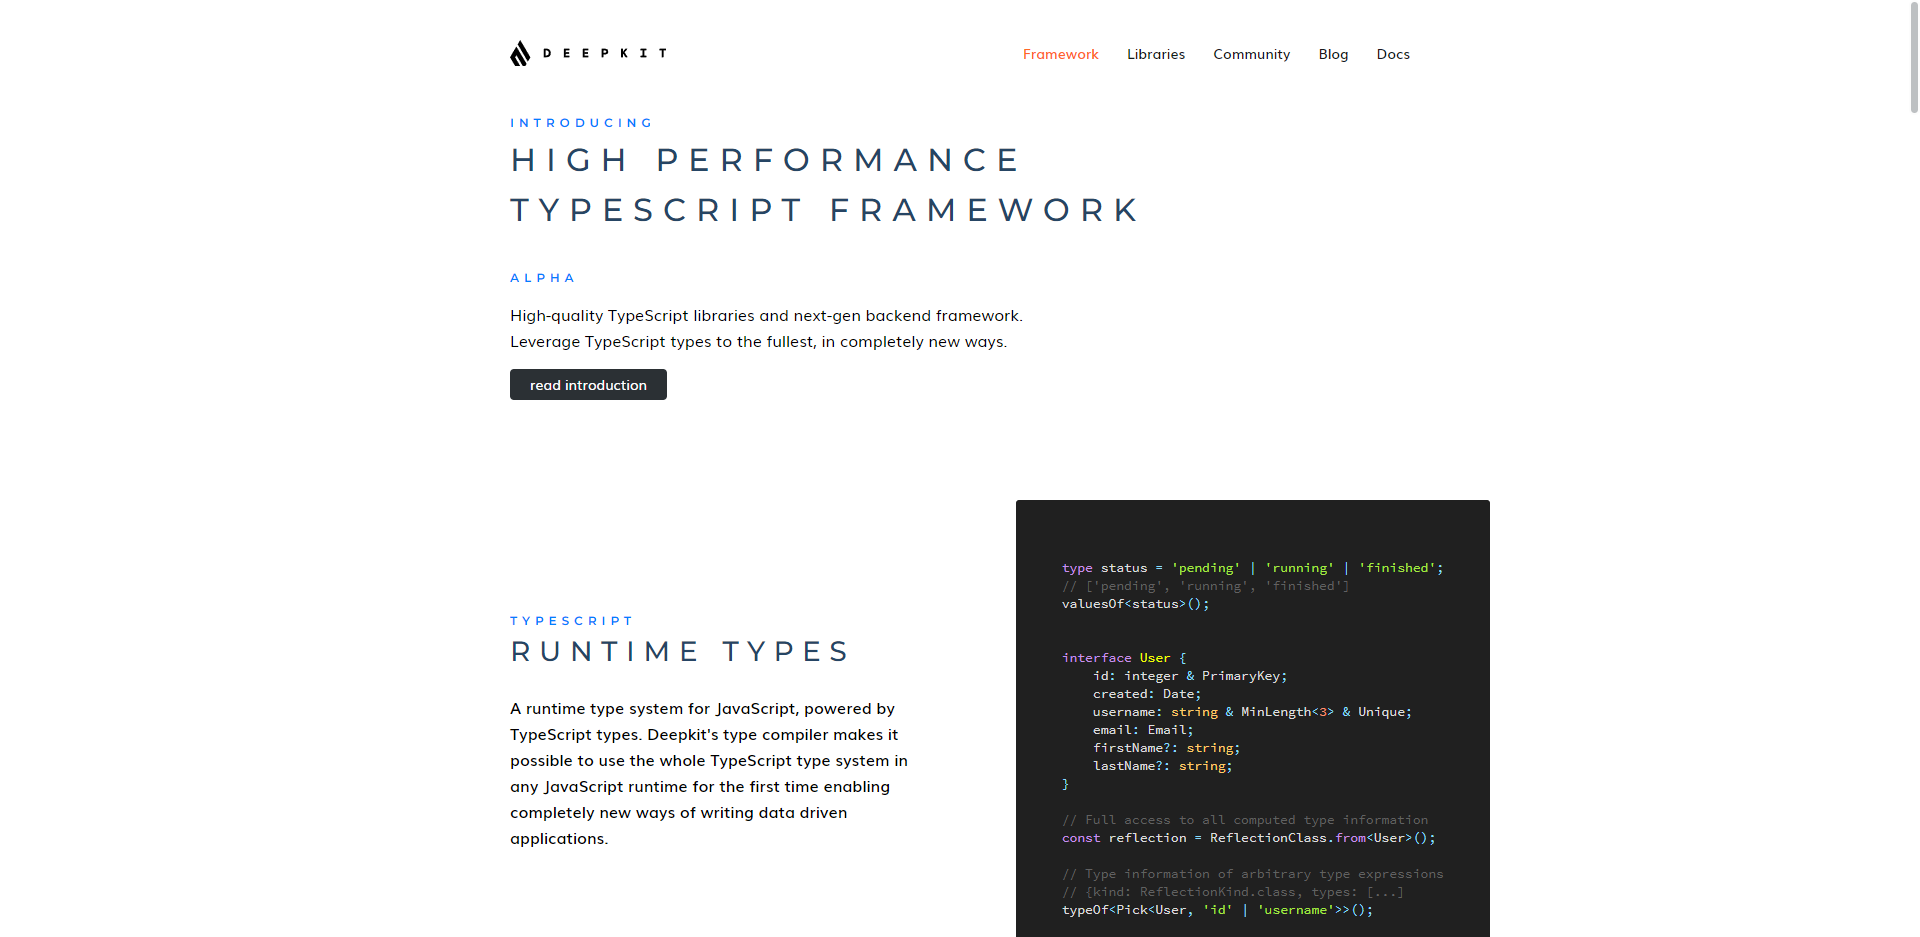 DEEPKIT
Framework Libraries Community Blog Docs
INTRODUCING
HIGH PERFORMANCE
TYPESCRIPT FRAMEWORK
ALPHA
High-quality TypeScript libraries and next-gen backend framework.
Leverage TypeScript types to the fullest, in completely new ways.
read introduction
TYPESCRIPT
RUNTIME TYPES
A runtime type system for JavaScript, powered by
TypeScript types. Deepkit's type compiler makes it
possible to use the whole TypeScript type system in
any JavaScript runtime for the first time enabling
completely new ways of writing data driven
applications.
type status = 'pending' | 'running' | 'finished';
// ['pending', 'running', 'finished']
valuesOf<status>();
interface User {
    id: integer & PrimaryKey;
    created: Date;
    username: string & MinLength<3> & Unique;
    email: Email;
    firstName?: string;
    lastName?: string;
}
// Full access to all computed type information
const reflection = ReflectionClass.from<User>();
// Type information of arbitrary type expressions
// {kind: ReflectionKind.class, types: [...]
typeOf<Pick<User, 'id' | 'username'>>();